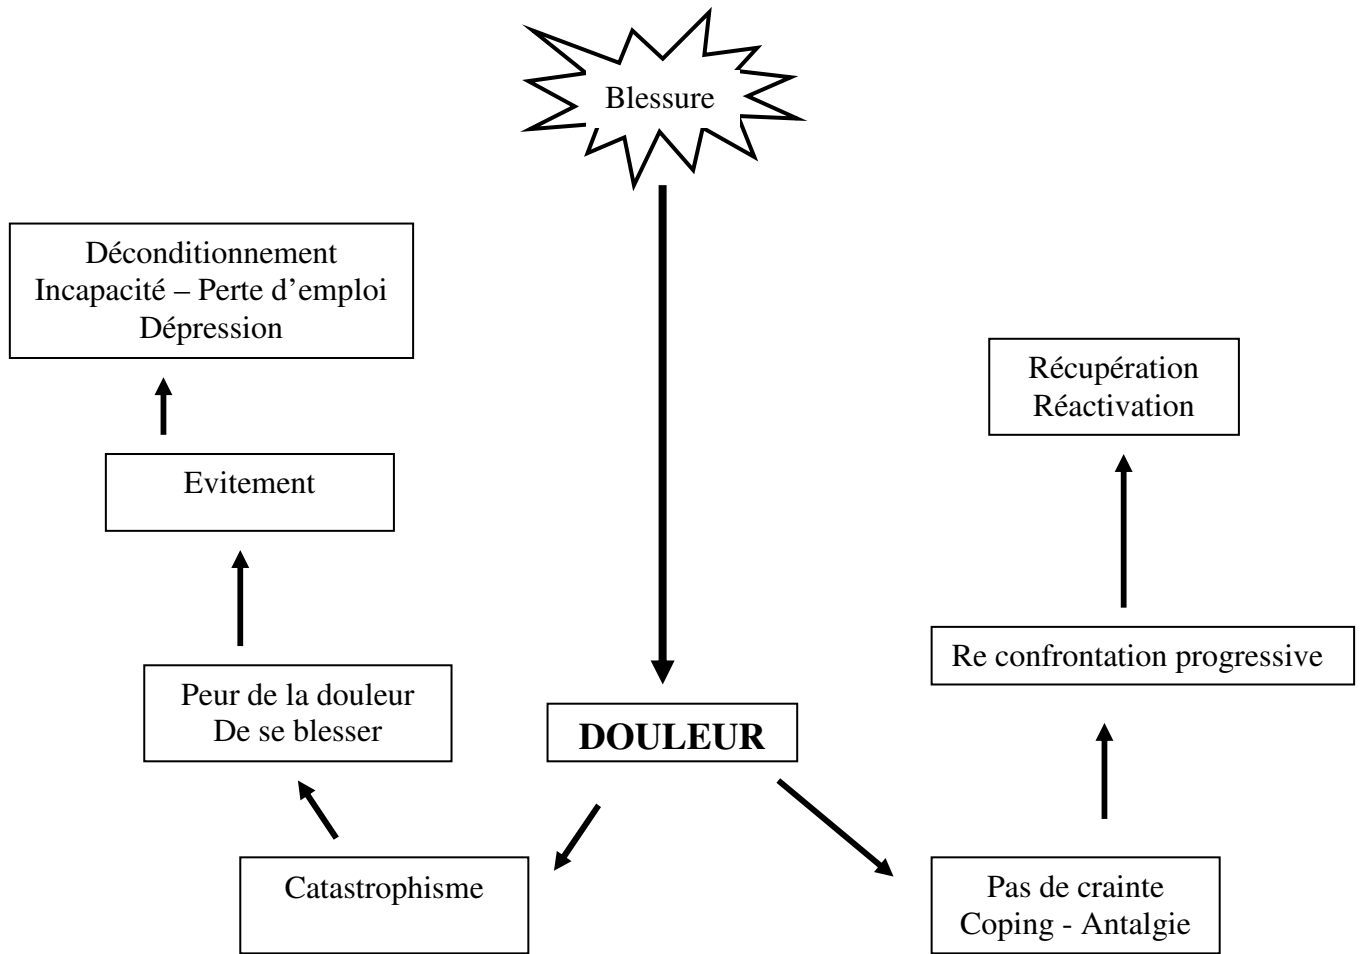 Blessure
Déconditionnement
Incapacité – Perte d’emploi
Dépression
Récupération
Réactivation
Evitement
Re confrontation progressive
Peur de la douleur
De se blesser
DOULEUR
Catastrophisme
Pas de crainte
Coping - Antalgie